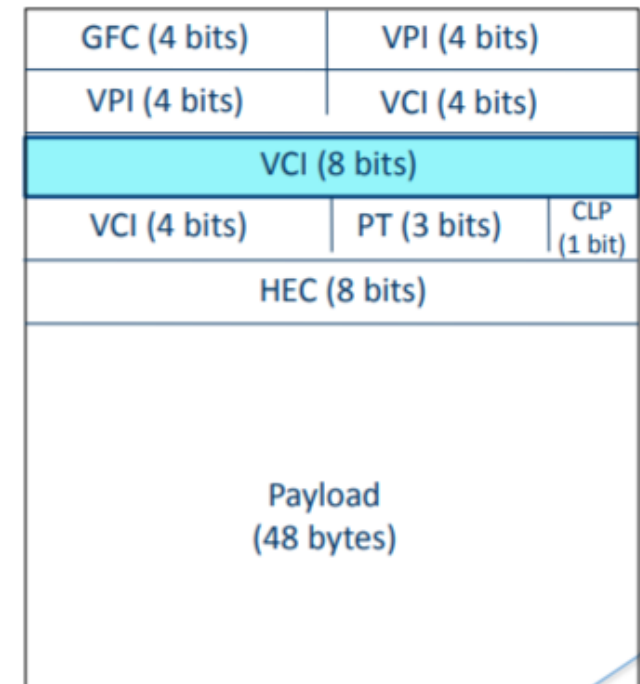 GFC (4 bits) VPI (4 bits)
VPI (4 bits) VCI (4 bits)
VCI (8 bits)
VCI (4 bits) PT (3 bits) CLP
(1 bit)
HEC (8 bits)
Payload
(48 bytes)